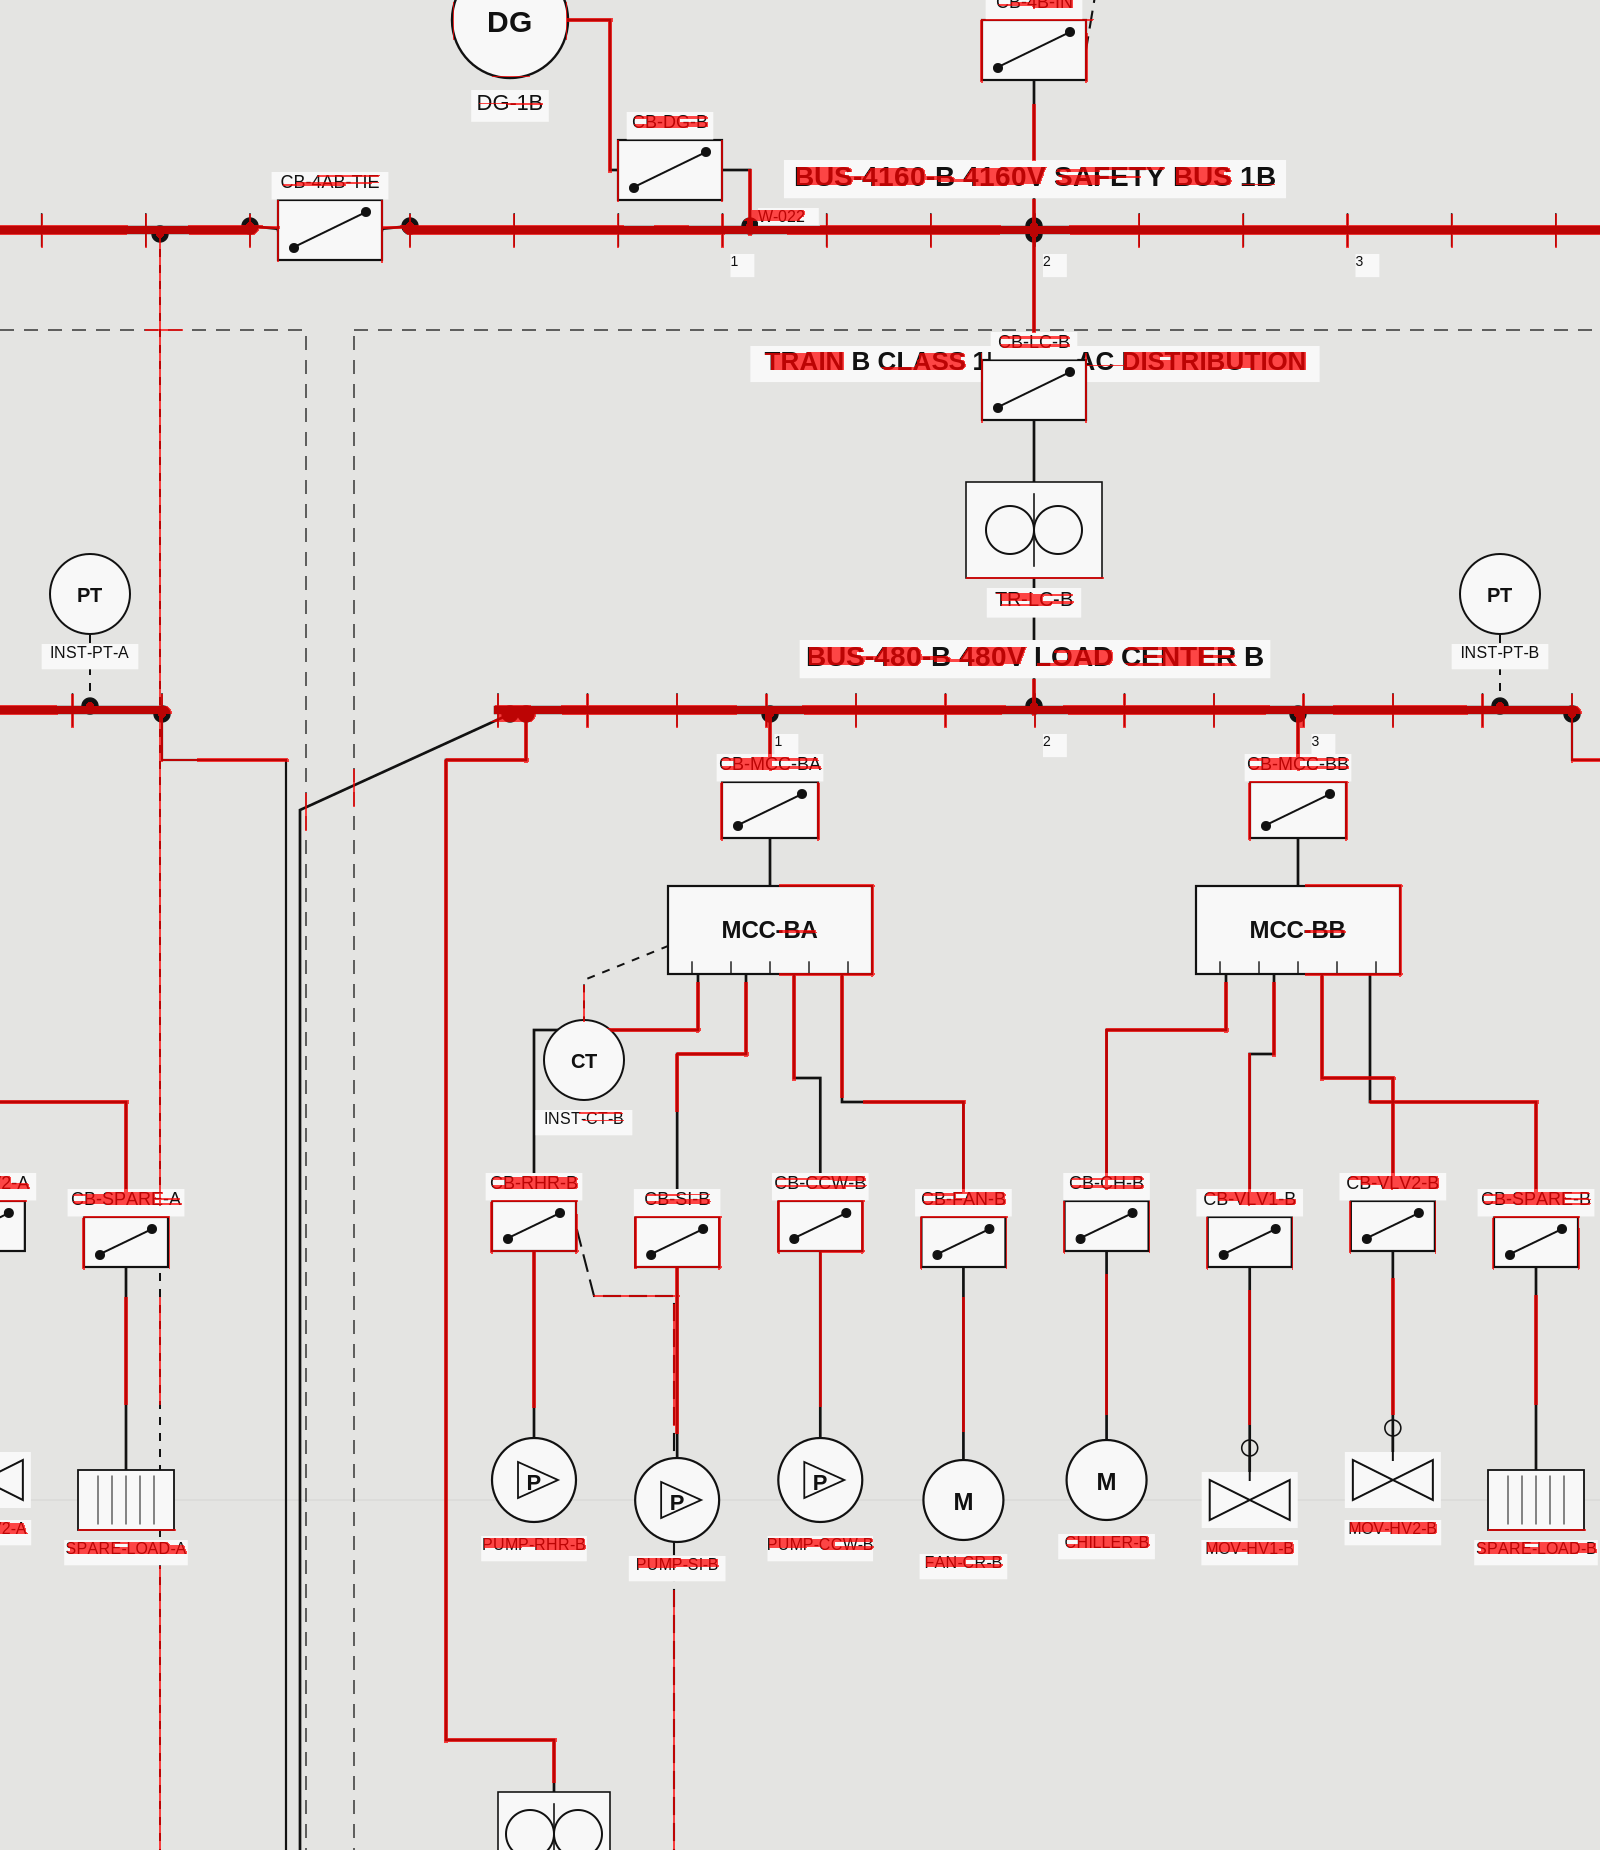 CB-4B-IN
DG
DG-1B
CB-DG-B
BUS-4160-B 4160V SAFETY BUS 1B
CB-4AB-TIE
W-022
1
2
3
CB-LC-B
TRAIN B CLASS AC DISTRIBUTION
PT
PT
TR-LC-B
INST-PT-A
BUS-480-B 480V LOAD CENTER B
INST-PT-B
1
2
3
CB-MCC-BA
CB-MCC-BB
MCC-BA
MCC-BB
CT
INST-CT-B
2-A
CB-SPARE-A
CB-RHR-B
CB-SI-B
CB-CCW-B
CB-FAN-B
CB-CH-B
CB-VLV1-B
CB-VLV2-B
CB-SPARE-B
P
P
P
M
M
2-A
SPARE-LOAD-A
PUMP-RHR-B
PUMP-SI-B
PUMP-CCW-B
FAN-CR-B
CHILLER-B
MOV-HV1-B
MOV-HV2-B
SPARE-LOAD-B